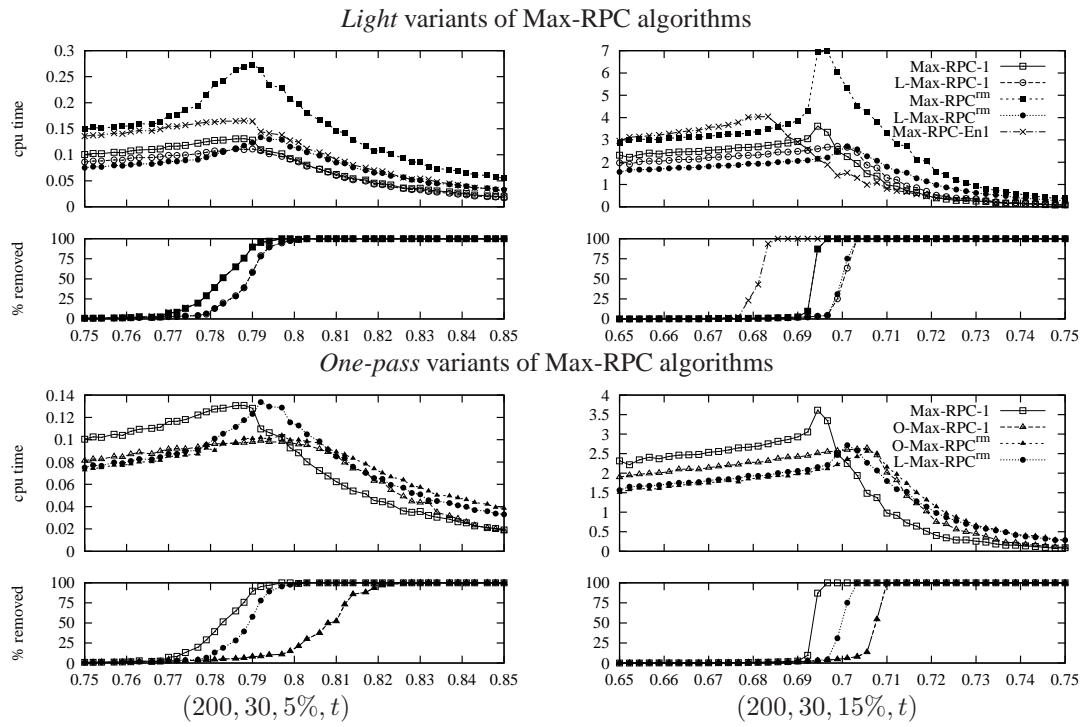 Light variants of Max-RPC algorithms
cpu time
0.3
0.25
0.2
0.15
0.1
0.05
0
7
6
5
4
3
2
1
0
Max-RPC-1
L-Max-RPC-1
Max-RPC^rm
L-Max-RPC^rm
Max-RPC-En1
% removed
100
75
50
25
0
0.75 0.76 0.77 0.78 0.79 0.8 0.81 0.82 0.83 0.84 0.85
100
75
50
25
0
0.65 0.66 0.67 0.68 0.69 0.7 0.71 0.72 0.73 0.74 0.75
One-pass variants of Max-RPC algorithms
cpu time
0.14
0.12
0.1
0.08
0.06
0.04
0.02
0
4
3.5
3
2.5
2
1.5
1
0.5
0
Max-RPC-1
O-Max-RPC-1
O-Max-RPC^rm
L-Max-RPC^rm
% removed
100
75
50
25
0
0.75 0.76 0.77 0.78 0.79 0.8 0.81 0.82 0.83 0.84 0.85
100
75
50
25
0
0.65 0.66 0.67 0.68 0.69 0.7 0.71 0.72 0.73 0.74 0.75
(200, 30, 5%, t)
(200, 30, 15%, t)